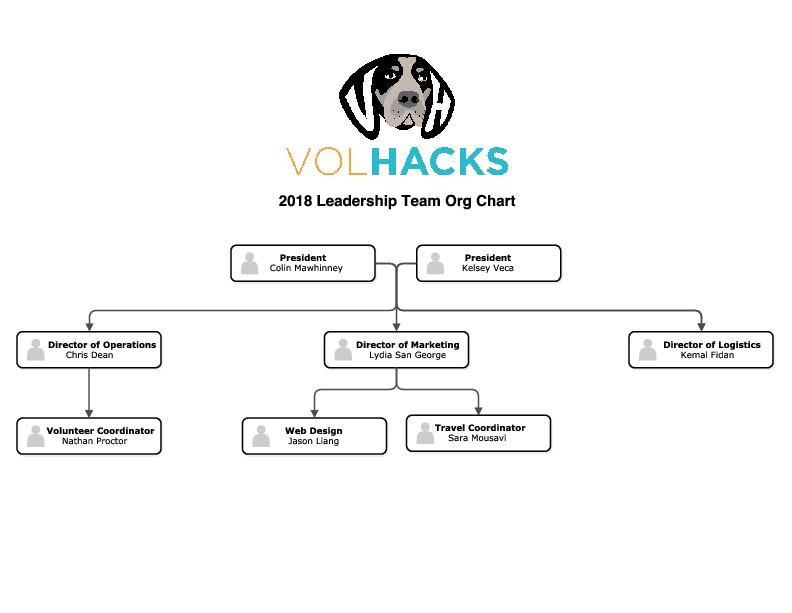 VOLHACKS
2018 Leadership Team Org Chart
President
Colin Mawhinney
President
Kelsey Veca
Director of Operations
Chris Dean
Director of Marketing
Lydia San George
Director of Logistics
Kemal Fidan
Volunteer Coordinator
Nathan Proctor
Web Design
Jason Liang
Travel Coordinator
Sara Mousavi